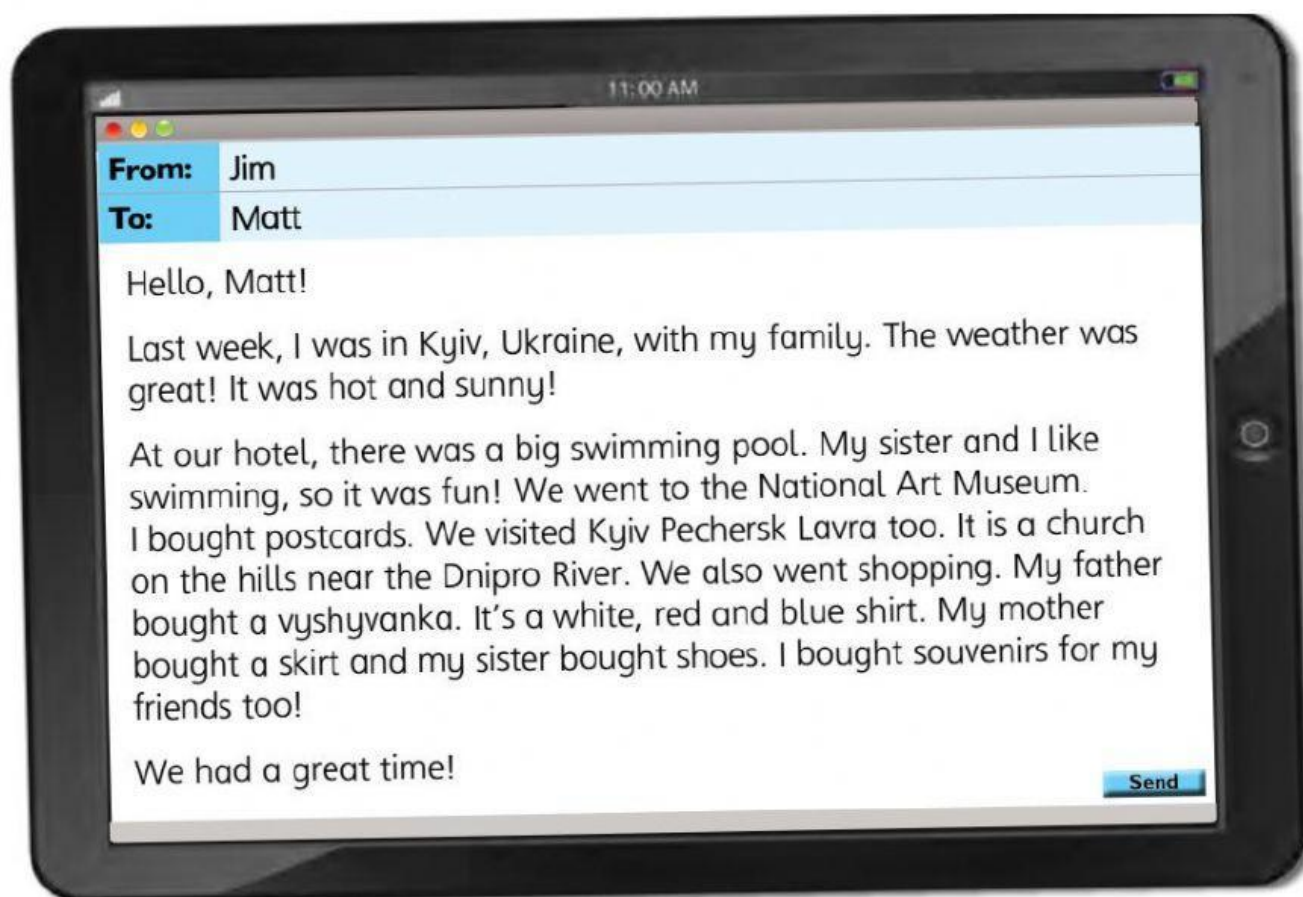 11:00 AM
From: Jim
To: Matt
Hello, Matt!
Last week, I was in Kyiv, Ukraine, with my family. The weather was
great! It was hot and sunny!
At our hotel, there was a big swimming pool. My sister and I like
swimming, so it was fun! We went to the National Art Museum.
I bought postcards. We visited Kyiv Pechersk Lavra too. It is a church
on the hills near the Dnipro River. We also went shopping. My father
bought a vyshyvanka. It's a white, red and blue shirt. My mother
bought a skirt and my sister bought shoes. I bought souvenirs for my
friends too!
We had a great time!
Send